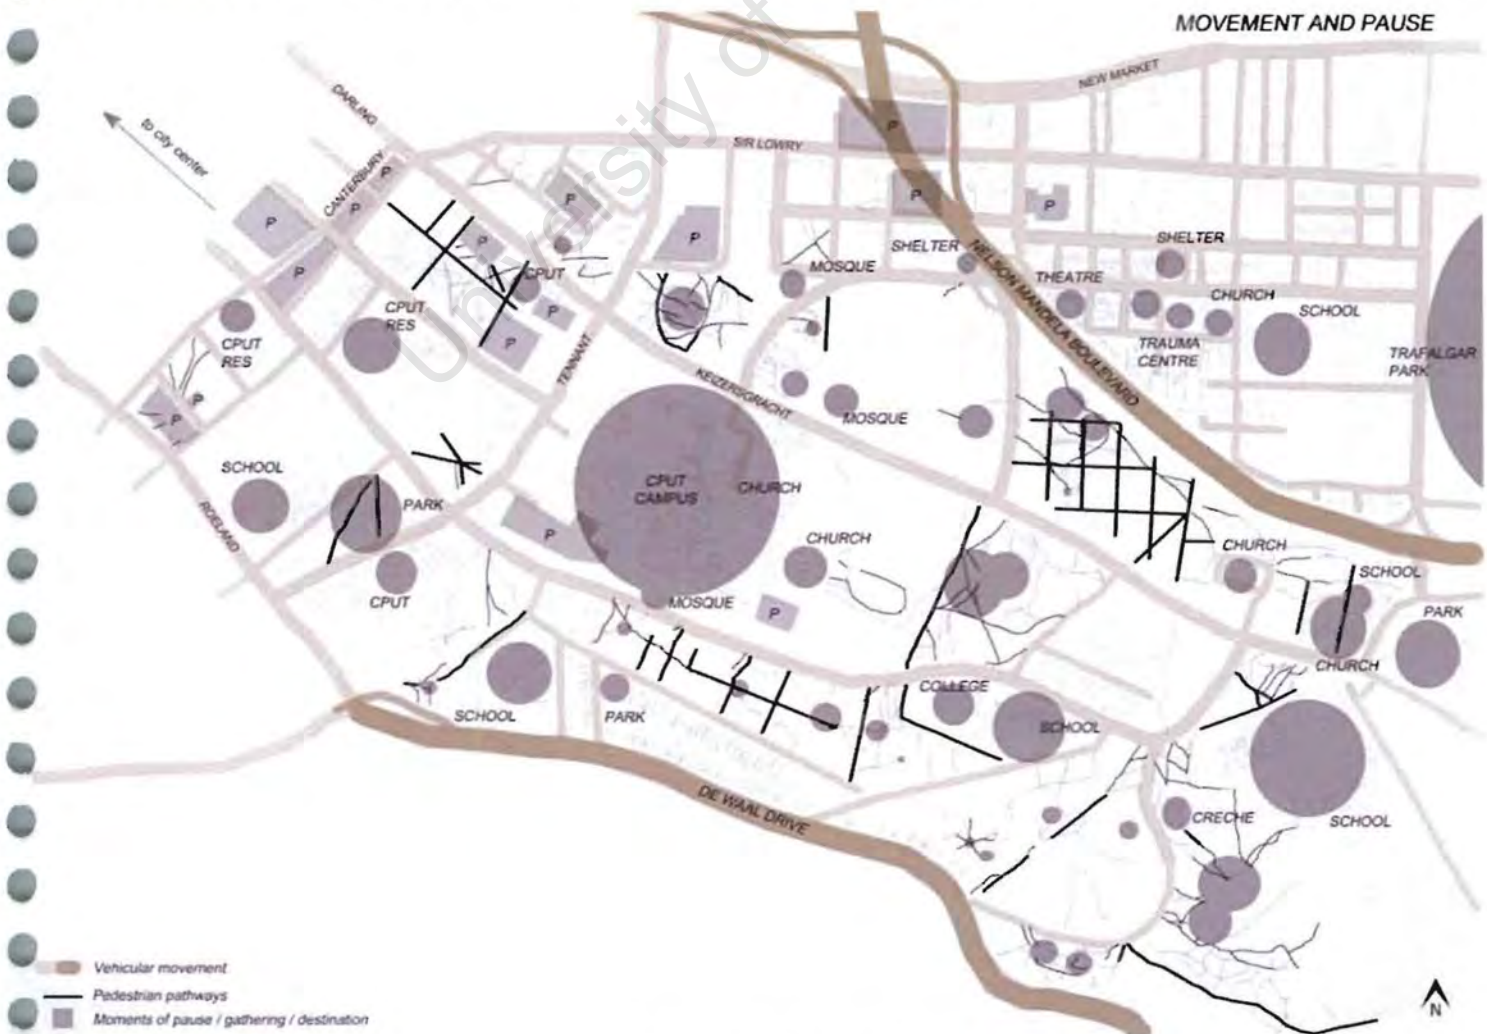 MOVEMENT AND PAUSE
University of
NEW MARKET
DARLING
to city center
SIR LOWRY
P
CANTERBURY
P
P
P
P
P
P
P
P
P
P
SHELTER
SHELTER
MOSQUE
NELSON MANDELA BOULEVARD
CPUT
THEATRE
CHURCH
SCHOOL
CPUT
RES
CPUT
RES
P
P
TENNANT
TRAUMA
CENTRE
TRAFALGAR
PARK
KEIZERSGRACHT
MOSQUE
P
P
SCHOOL
CPUT
CAMPUS
CHURCH
PARK
ROELAND
P
CHURCH
CHURCH
SCHOOL
CPUT
MOSQUE
P
PARK
CHURCH
COLLEGE
SCHOOL
PARK
SCHOOL
DE WAAL DRIVE
CRECHE
SCHOOL
Vehicular movement
Pedestrian pathways
Moments of pause / gathering / destination
N